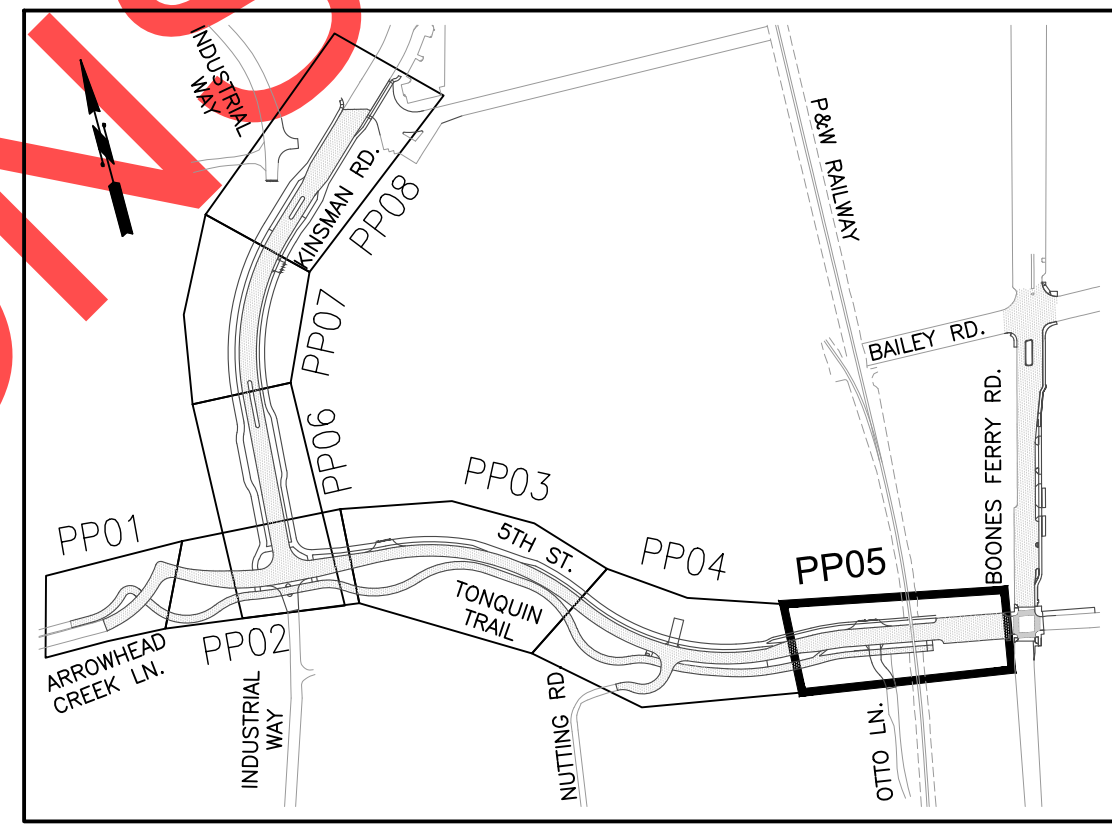 INDUSTRIAL
WAY
P&W RAILWAY
KINSMAN RD.
PP08
PP07
BAILEY RD.
BOONES FERRY RD.
PP06
PP03
PP01
5TH ST.
PP04
PP05
TONQUIN
TRAIL
PP02
ARROWHEAD
CREEK LN.
INDUSTRIAL
WAY
NUTTING RD
OTTO LN.